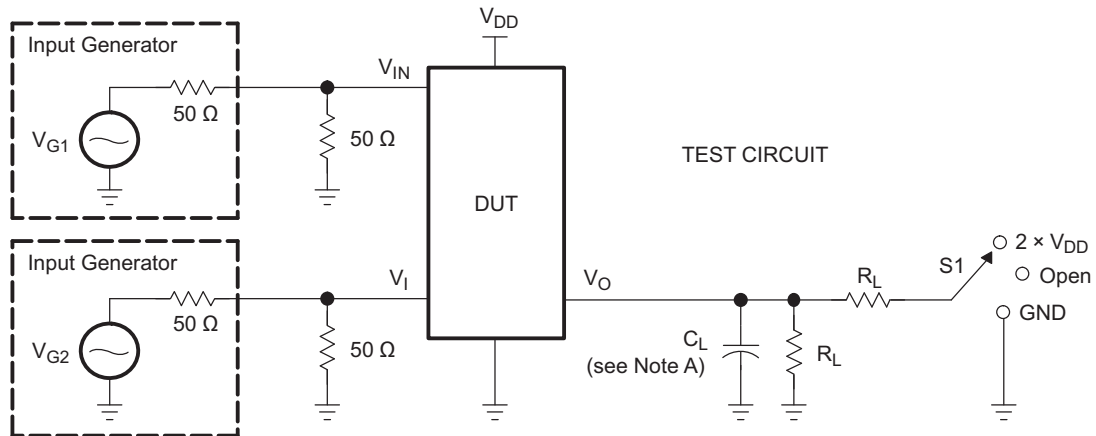 Input Generator
V_DD
V_IN
50 Ω
V_G1
50 Ω
TEST CIRCUIT
DUT
Input Generator
V_I
50 Ω
V_G2
50 Ω
V_O
C_L
(see Note A)
R_L
R_L
S1
2 × V_DD
Open
GND